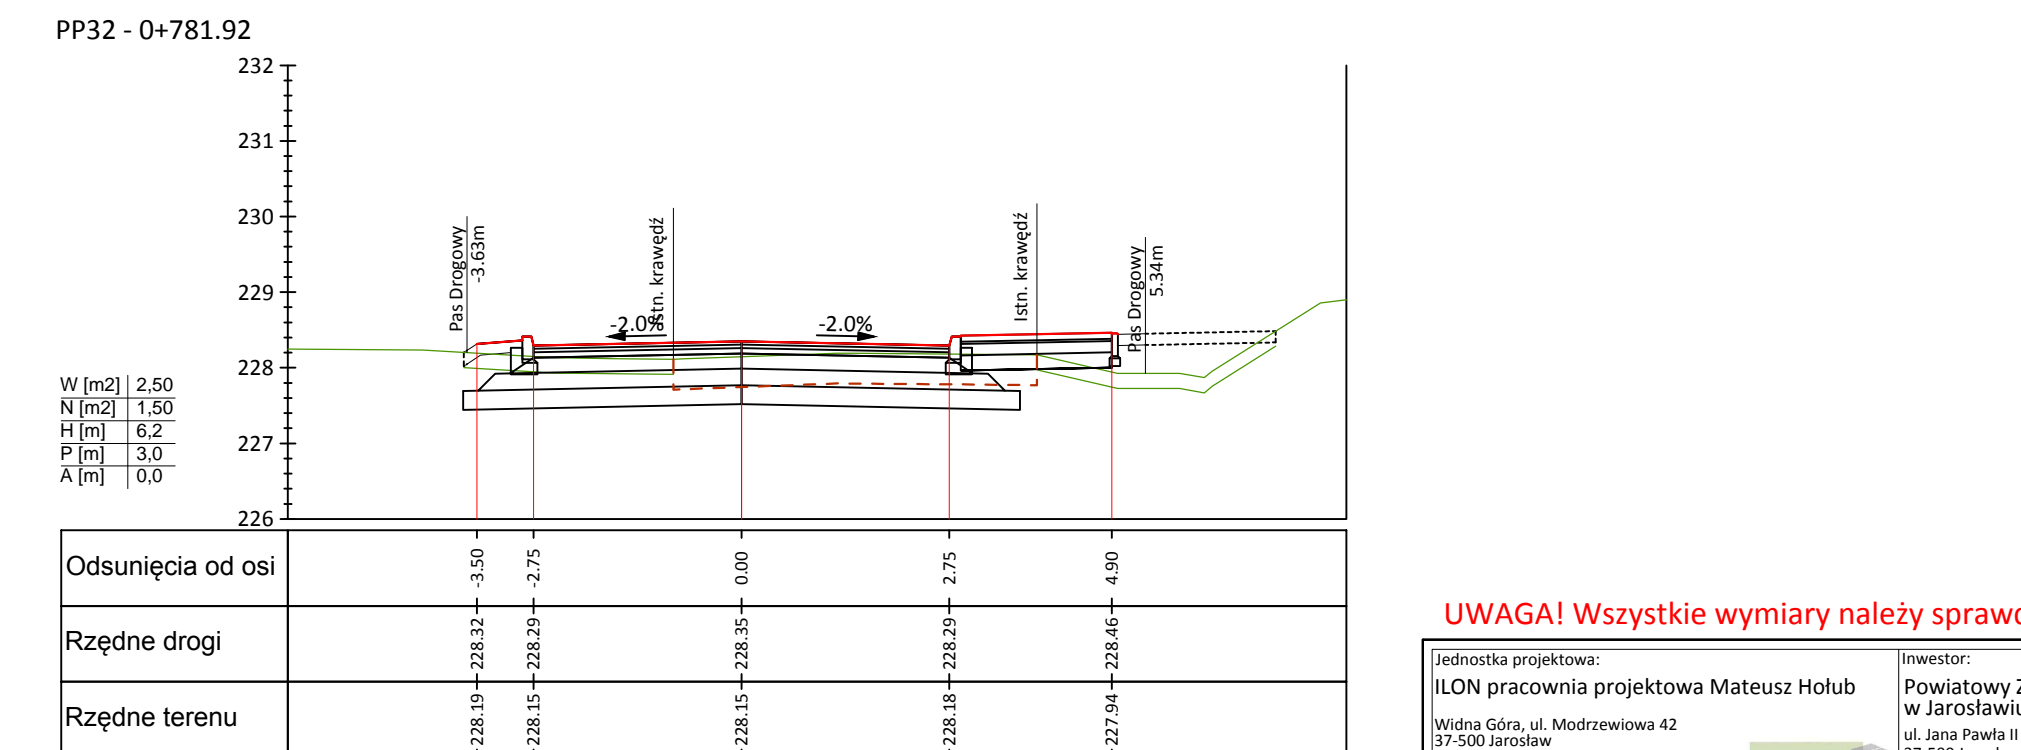 PP32 - 0+781.92
232
231
230
229
228
227
226
Pas Drogowy
-3.63m
Istn. krawędź
-2.0%
-2.0%
Istn. krawędź
Pas Drogowy
5.34m
W [m2] 2,50
N [m2] 1,50
H [m] 6,2
P [m] 3,0
A [m] 0,0
Odsunięcia od osi -3.50 -2.75 0.00 2.75 4.90
Rzędne drogi 228.32 228.29 228.35 228.29 228.46
Rzędne terenu 228.19 228.15 228.15 228.18 227.94
UWAGA! Wszystkie wymiary należy
Jednostka projektowa:
ILON pracownia projektowa Mateusz Hołub
Widna Góra, ul. Modrzewiowa 42
37-500 Jarosław
Inwestor:
Powiatowy
w Jarosławiu
ul. Jana Pawła II